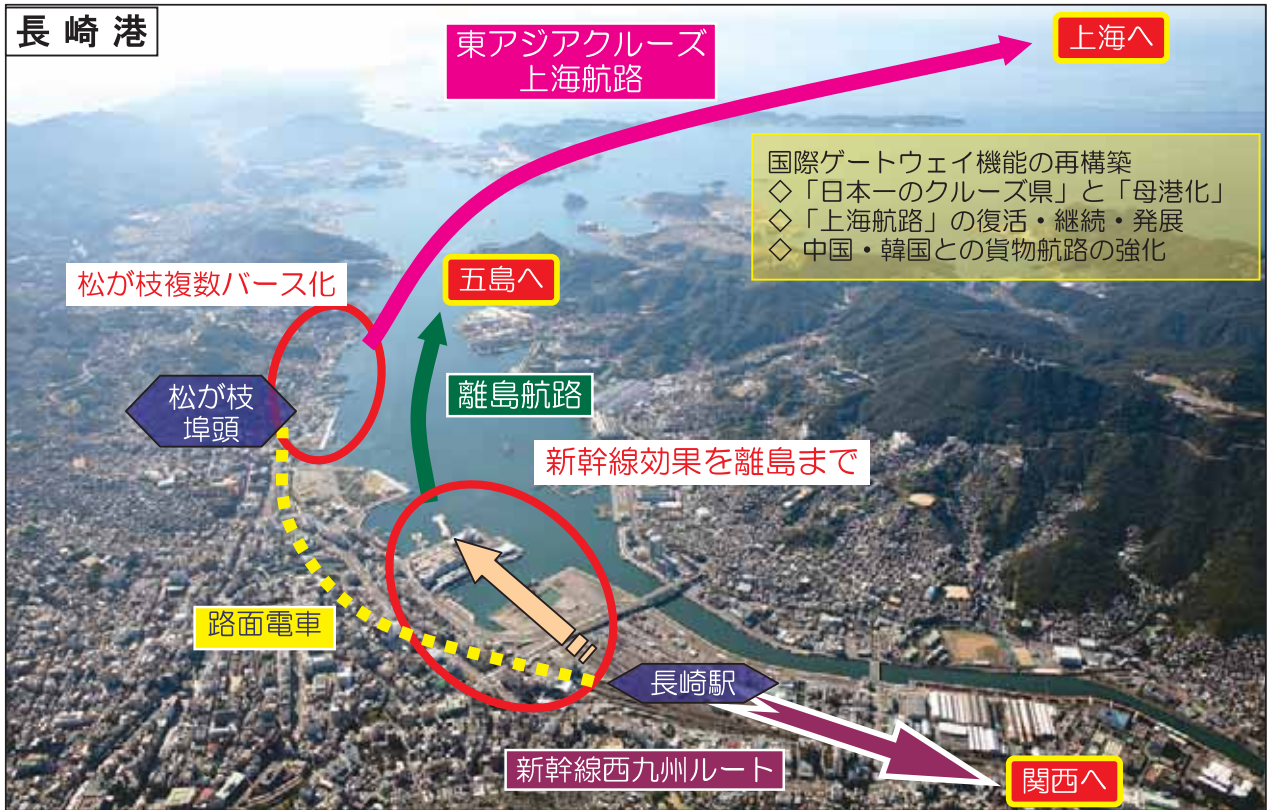 長崎港
東アジアクルーズ
上海航路
上海へ
国際ゲートウェイ機能の再構築
◇「日本一のクルーズ県」と「母港化」
◇「上海航路」の復活・継続・発展
◇ 中国・韓国との貨物航路の強化
松が枝複数バース化
五島へ
松が枝
埠頭
離島航路
新幹線効果を離島まで
路面電車
長崎駅
新幹線西九州ルート
関西へ